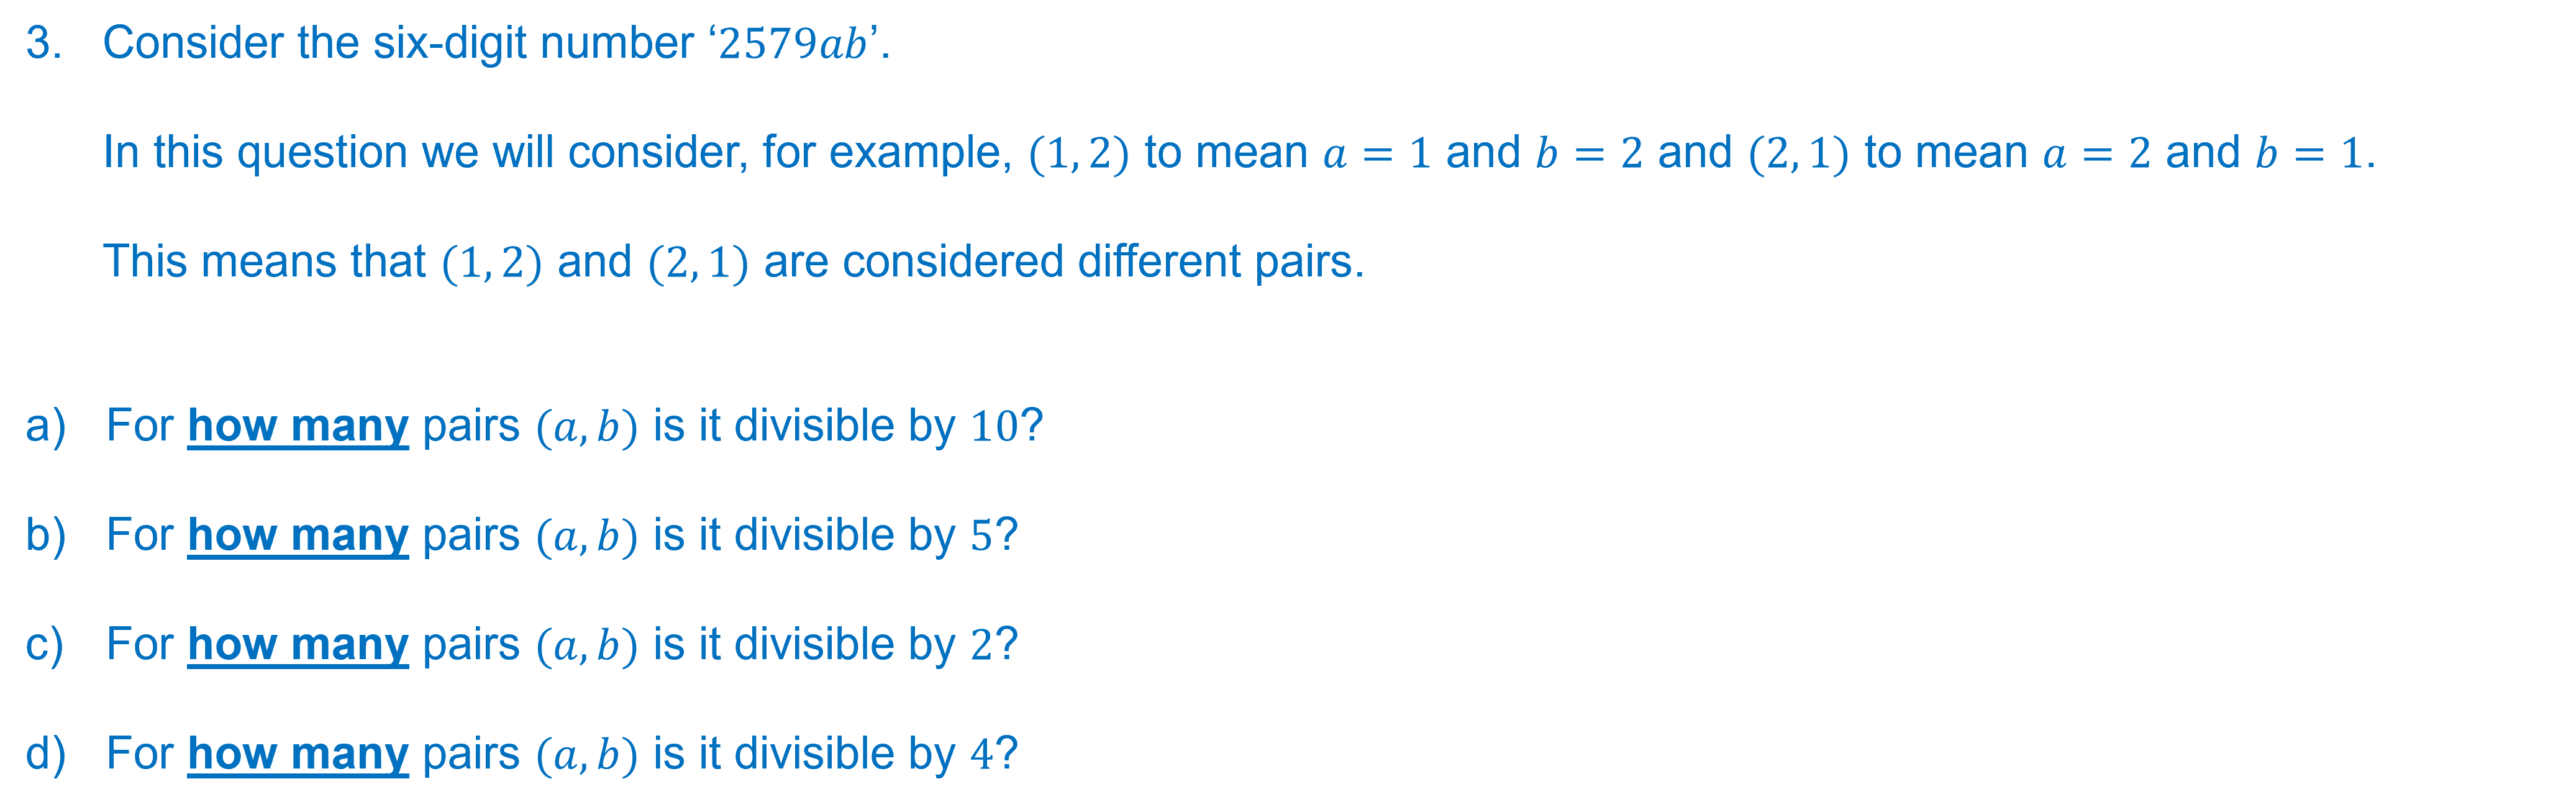 3. Consider the six-digit number ‘2579ab’.
In this question we will consider, for example, (1, 2) to mean a = 1 and b = 2 and (2, 1) to mean a = 2 and b = 1.
This means that (1, 2) and (2, 1) are considered different pairs.
a) For how many pairs (a, b) is it divisible by 10?
b) For how many pairs (a, b) is it divisible by 5?
c) For how many pairs (a, b) is it divisible by 2?
d) For how many pairs (a, b) is it divisible by 4?